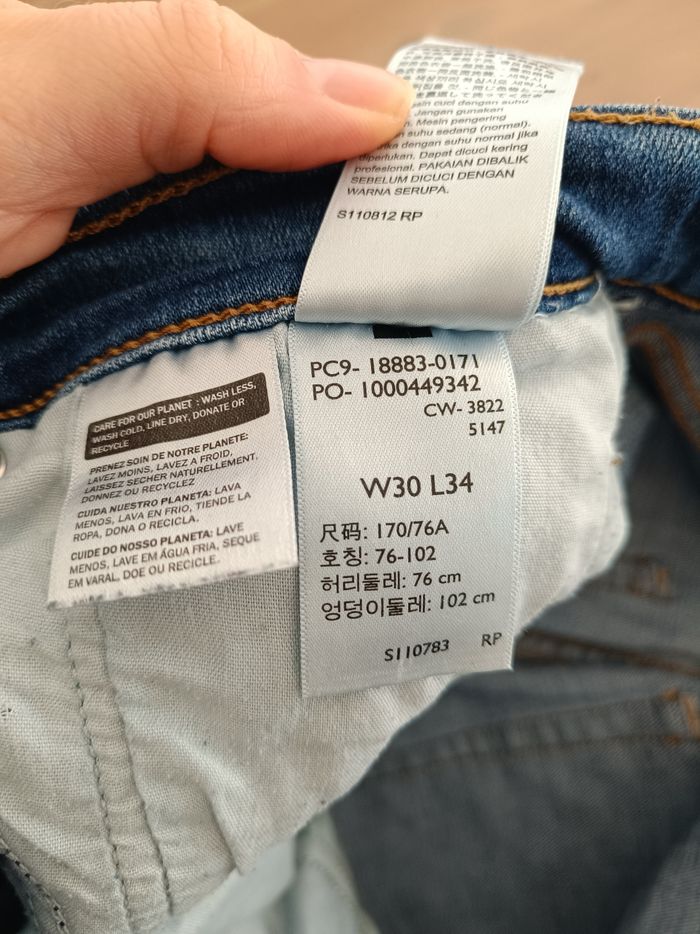 cuci dengan suhu
Jangan gunakan
Mesin pengering
suhu sedang (normal).
dengan suhu normal jika
diperlukan. Dapat dicuci kering
profesional. PAKAIAN DIBALIK
SEBELUM DICUCI DENGAN
WARNA SERUPA.
S110812 RP
CARE FOR OUR PLANET : WASH LESS,
WASH COLD, LINE DRY, DONATE OR
RECYCLE
PRENEZ SOIN DE NOTRE PLANETE:
LAVEZ MOINS, LAVEZ A FROID,
LAISSEZ SECHER NATURELLEMENT,
DONNEZ OU RECYCLEZ
CUIDA NUESTRO PLANETA: LAVA
MENOS, LAVA EN FRIO, TIENDE LA
ROPA, DONA O RECICLA.
CUIDE DO NOSSO PLANETA: LAVE
MENOS, LAVE EM ÁGUA FRIA, SEQUE
EM VARAL, DOE OU RECICLE.
PC9- 18883-0171
PO- 1000449342
CW- 3822
5147
W30 L34
尺码: 170/76A
호칭: 76-102
허리둘레: 76 cm
엉덩이둘레: 102 cm
S110783 RP